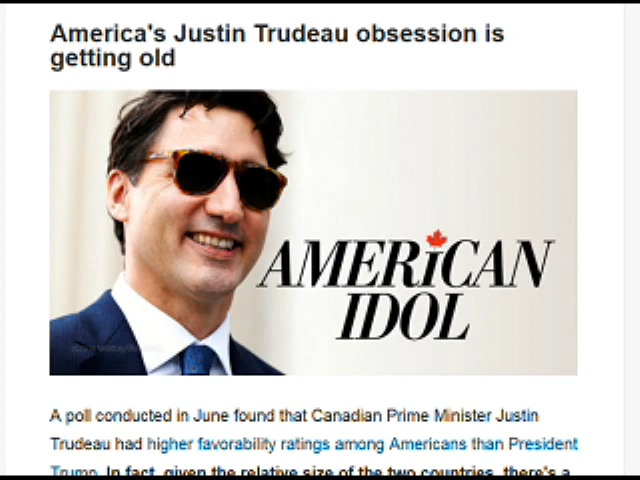 America's Justin Trudeau obsession is
getting old
AMERiCAN
IDOL
A poll conducted in June found that Canadian Prime Minister Justin
Trudeau had higher favorability ratings among Americans than President
Trump. In fact, given the relative size of the two countries, there's a